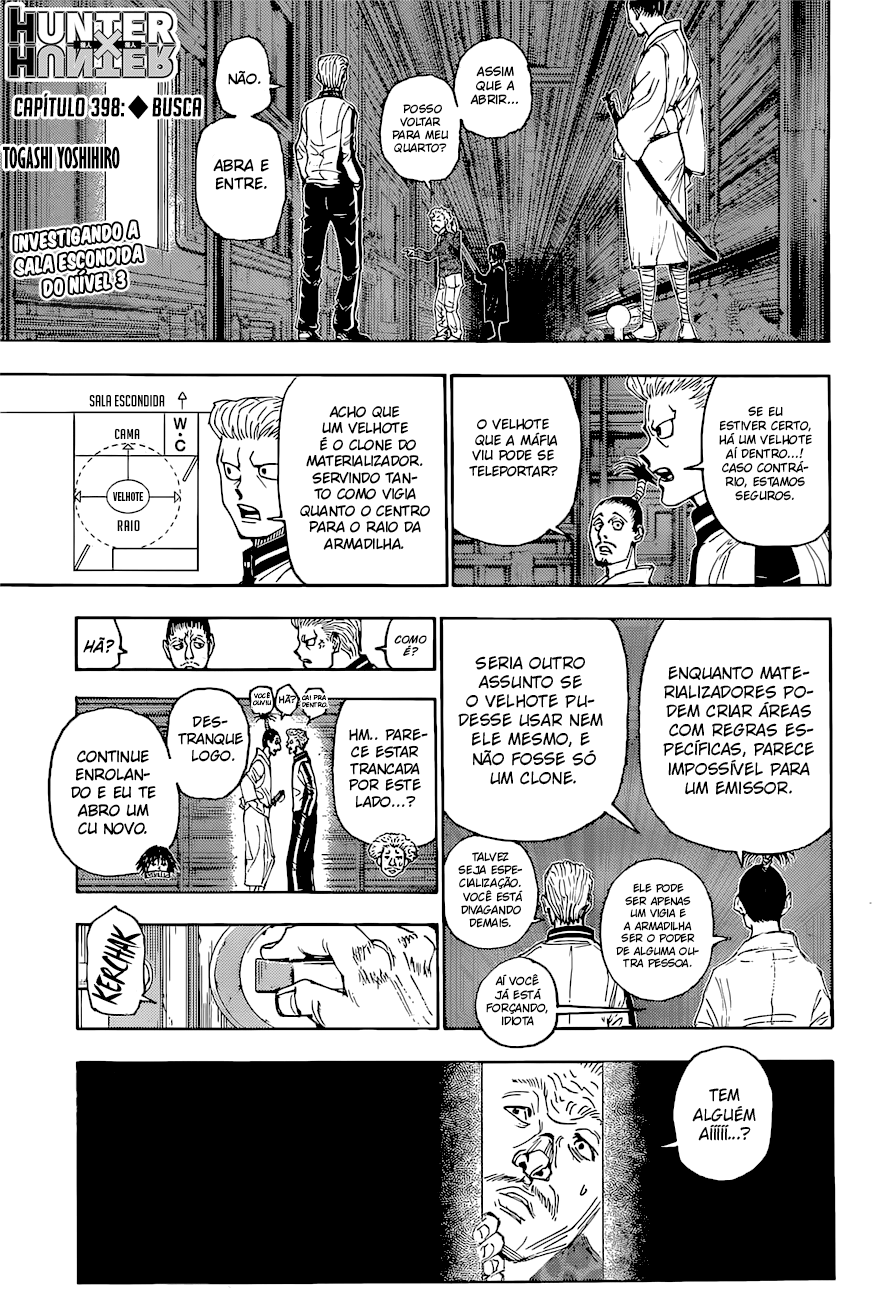 HUNTER
×
HUNTER
CAPÍTULO 398: ◆ BUSCA
TOGASHI YOSHIHIRO
INVESTIGANDO A
SALA ESCONDIDA
DO NÍVEL 3
ASSIM
QUE A
ABRIR...
POSSO
VOLTAR
PARA MEU
QUARTO?
NÃO.
ABRA E
ENTRE.
SE EU
ESTIVER CERTO,
HÁ UM VELHOTE
AÍ DENTRO...!
CASO CONTRÁ-
RIO, ESTAMOS
SEGUROS.
O VELHOTE
QUE A MÁFIA
VIU PODE SE
TELEPORTAR?
ACHO QUE
UM VELHOTE
É O CLONE DO
MATERIALIZADOR.
SERVINDO TAN-
TO COMO VIGIA
QUANTO O CENTRO
PARA O RAIO DA
ARMADILHA.
SALA ESCONDIDA
W.C
CAMA
VELHOTE
RAIO
ENQUANTO MATE-
RIALIZADORES PO-
DEM CRIAR ÁREAS
COM REGRAS ES-
PECÍFICAS, PARECE
IMPOSSÍVEL PARA
UM EMISSOR.
SERIA OUTRO
ASSUNTO SE
O VELHOTE PU-
DESSE USAR NEM
ELE MESMO, E
NÃO FOSSE SÓ
UM CLONE.
ELE PODE
SER APENAS
UM VIGIA E
A ARMADILHA
SER O PODER
DE ALGUMA OU-
TRA PESSOA.
TALVEZ
SEJA ESPE-
CIALIZAÇÃO.
VOCÊ ESTÁ
DIVAGANDO
DEMAIS.
AÍ VOCÊ
JÁ ESTÁ
FORÇANDO,
IDIOTA
COMO
É?
HÃ?
HM.. PARE-
CE ESTAR
TRANCADA
POR ESTE
LADO...?
CAI PRA
DENTRO.
HÃ?
VOCÊ
OUVIU
DES-
TRANQUE
LOGO.
CONTINUE
ENROLAN-
DO E EU TE
ABRO UM
CU NOVO.
KERCHAK
TEM
ALGUÉM
AÍÍÍÍÍ...?